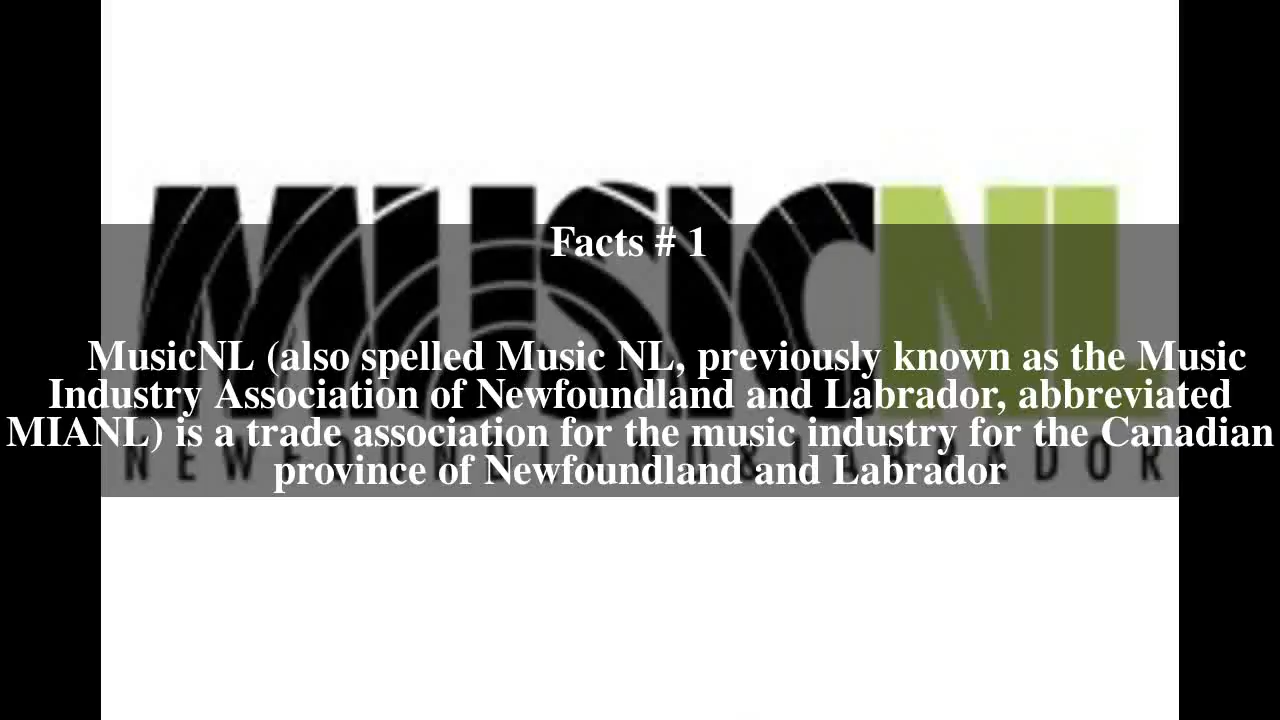 MUSICNL
Facts # 1
MusicNL (also spelled Music NL, previously known as the Music
Industry Association of Newfoundland and Labrador, abbreviated
MIANL) is a trade association for the music industry for the Canadian
province of Newfoundland and Labrador